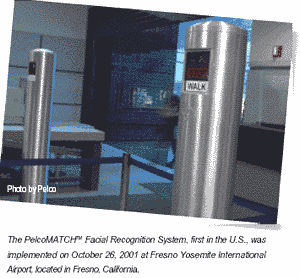 WALK
Photo by Pelco
The PelcoMATCH™ Facial Recognition System, first in the U.S., was
implemented on October 26, 2001 at Fresno Yosemite International
Airport, located in Fresno, California.